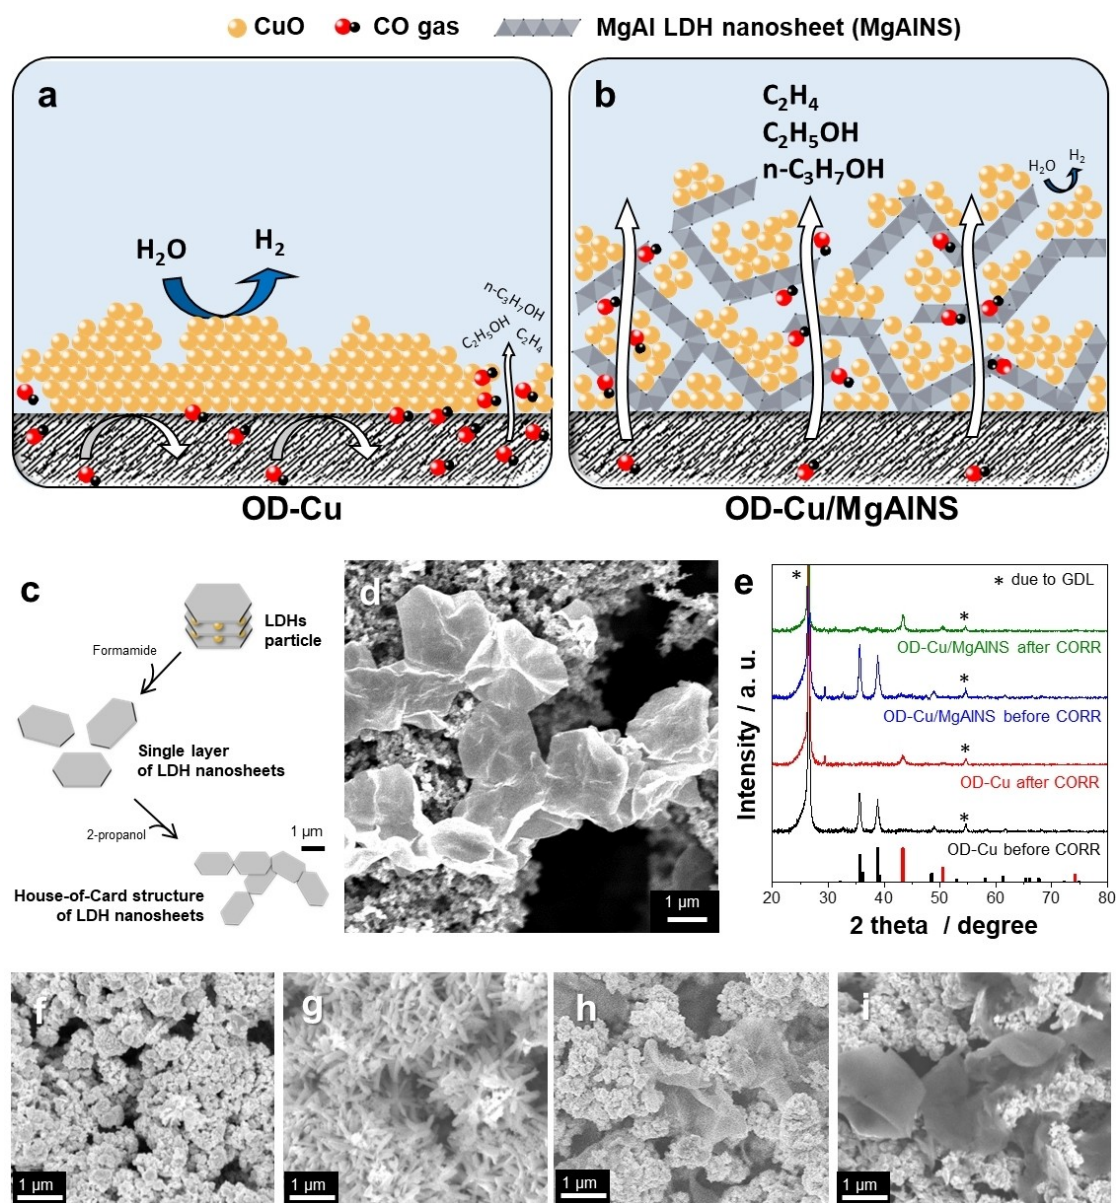 CuO CO gas MgAl LDH nanosheet (MgAlNS)
a
H₂O H₂
n-C₃H₇OH
C₂H₅OH C₂H₄
OD-Cu
b
C₂H₄
C₂H₅OH
n-C₃H₇OH
H₂O H₂
OD-Cu/MgAlNS
c
LDHs
particle
Formamide
Single layer
of LDH nanosheets
2-propanol
1 µm
House-of-Card structure
of LDH nanosheets
d
1 µm
e
* * due to GDL
*
OD-Cu/MgAlNS after CORR
*
OD-Cu/MgAlNS before CORR
*
OD-Cu after CORR
*
OD-Cu before CORR
Intensity / a. u.
20 30 40 50 60 70 80
2 theta / degree
f
1 µm
g
1 µm
h
1 µm
i
1 µm